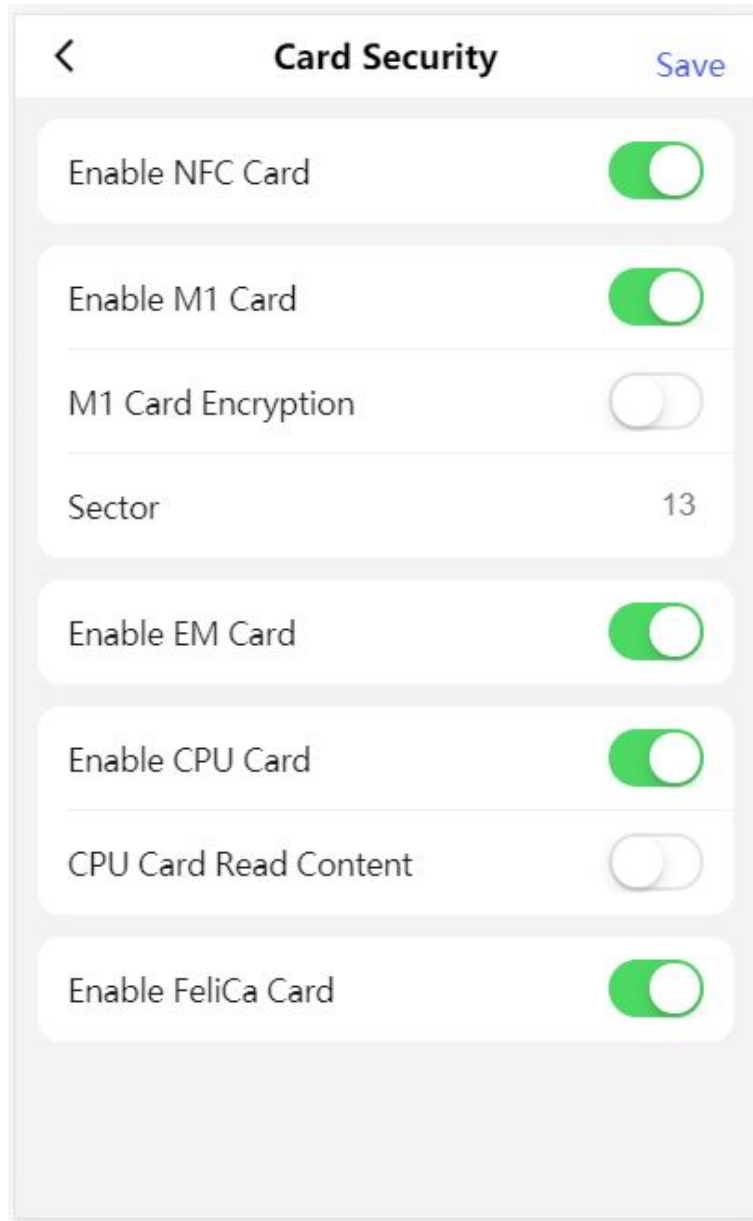 Card Security
Save
Enable NFC Card
Enable M1 Card
M1 Card Encryption
Sector 13
Enable EM Card
Enable CPU Card
CPU Card Read Content
Enable FeliCa Card